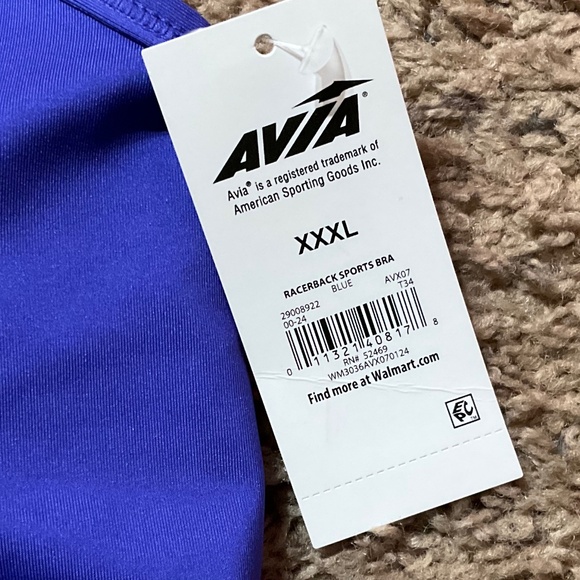 AVIA®
Avia® is a registered trademark of
American Sporting Goods Inc.
XXXL
RACERBACK SPORTS BRA
29008922 BLUE AVX07
00-24 T34
0 11321 40817 8
RN# 52469
WM3036AVX070124
Find more at Walmart.com
EPC™